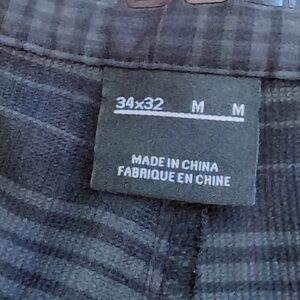 34x32 M M
MADE IN CHINA
FABRIQUE EN CHINE